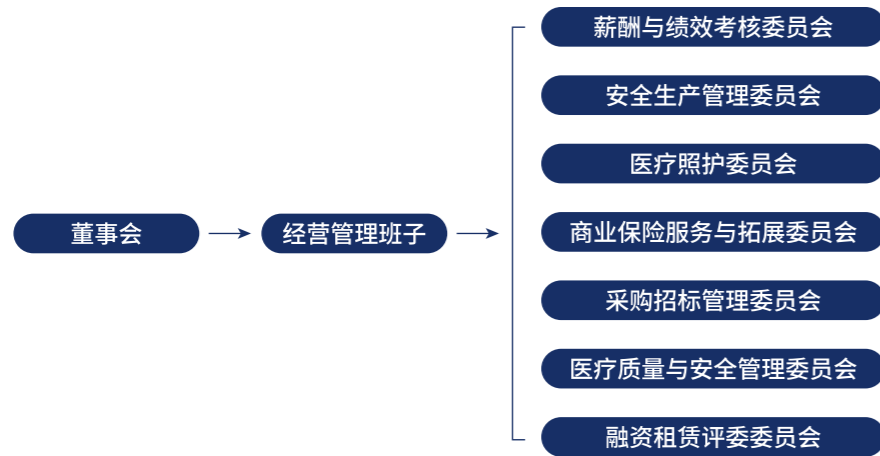 薪酬与绩效考核委员会
安全生产管理委员会
医疗照护委员会
董事会
经营管理班子
商业保险服务与拓展委员会
采购招标管理委员会
医疗质量与安全管理委员会
融资租赁评委委员会